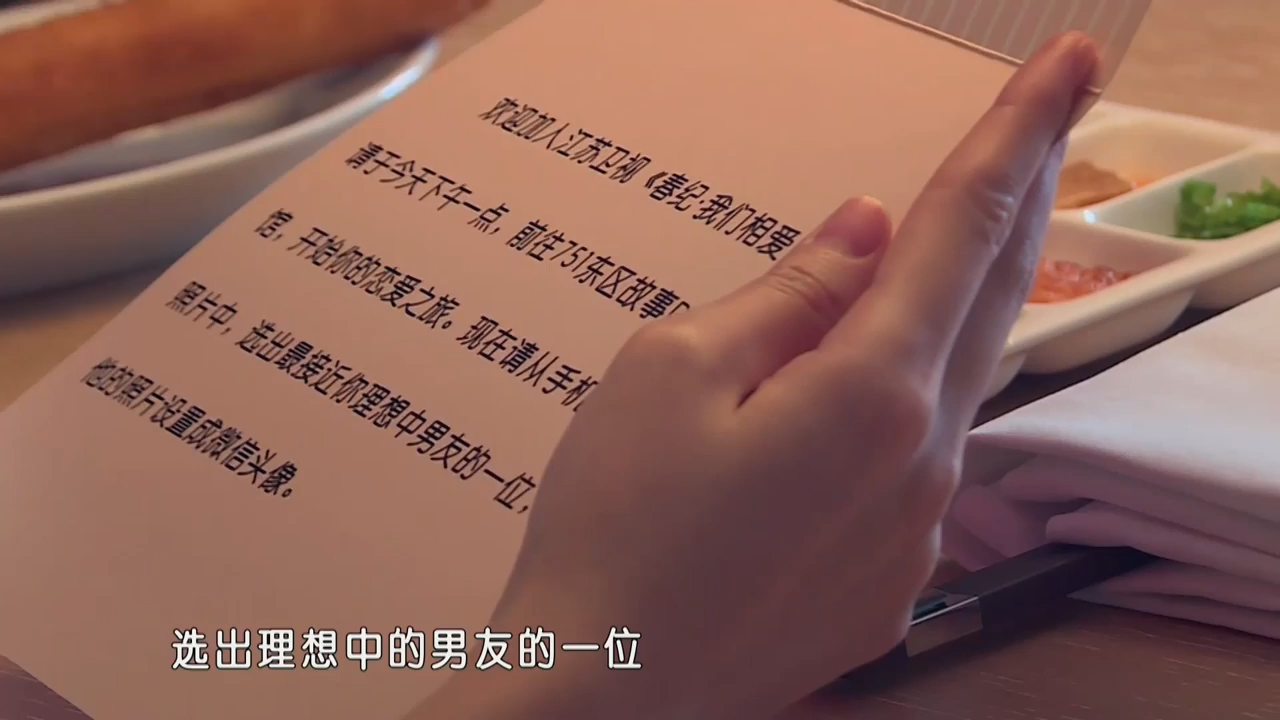 欢迎加入江苏卫视《春纪·我们相爱
请于今天下午一点，前往751东区故事
馆，开始你的恋爱之旅。现在请从手机
照片中，选出最接近你理想中男友的一位，
他的照片设置成微信头像。
选出理想中的男友的一位